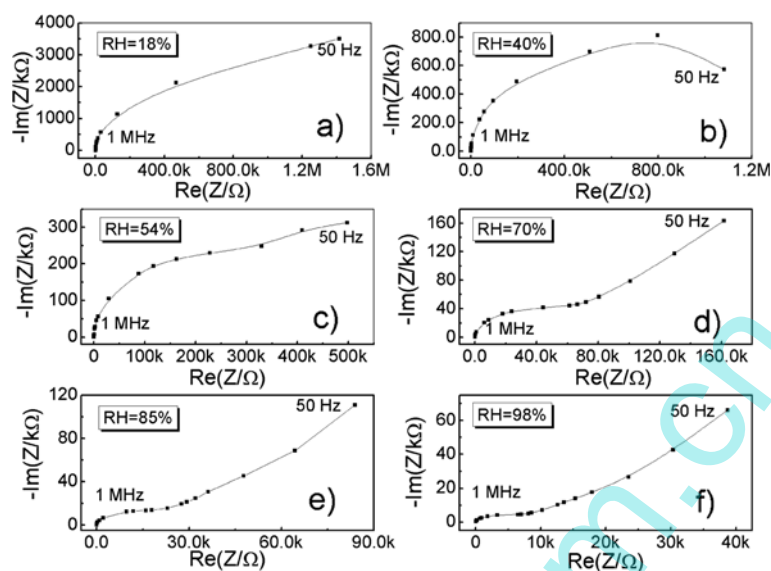 4000
3000
2000
1000
0
RH=18%
50 Hz
1 MHz
a)
0.0
400.0k
800.0k
1.2M
1.6M
-Im(Z/kΩ)
Re(Z/Ω)
800.0
600.0
400.0
200.0
0.0
RH=40%
50 Hz
1 MHz
b)
0.0
400.0k
800.0k
1.2M
-Im(Z/kΩ)
Re(Z/Ω)
300
200
100
0
RH=54%
50 Hz
1 MHz
c)
0
100k
200k
300k
400k
500k
-Im(Z/kΩ)
Re(Z/Ω)
160
120
80
40
0
RH=70%
50 Hz
1 MHz
d)
0.0
40.0k
80.0k
120.0k
160.0k
-Im(Z/kΩ)
Re(Z/Ω)
120
80
40
0
RH=85%
50 Hz
1 MHz
e)
0.0
30.0k
60.0k
90.0k
-Im(Z/kΩ)
Re(Z/Ω)
60
40
20
0
RH=98%
50 Hz
1 MHz
f)
0
10k
20k
30k
40k
-Im(Z/kΩ)
Re(Z/Ω)
m.cn